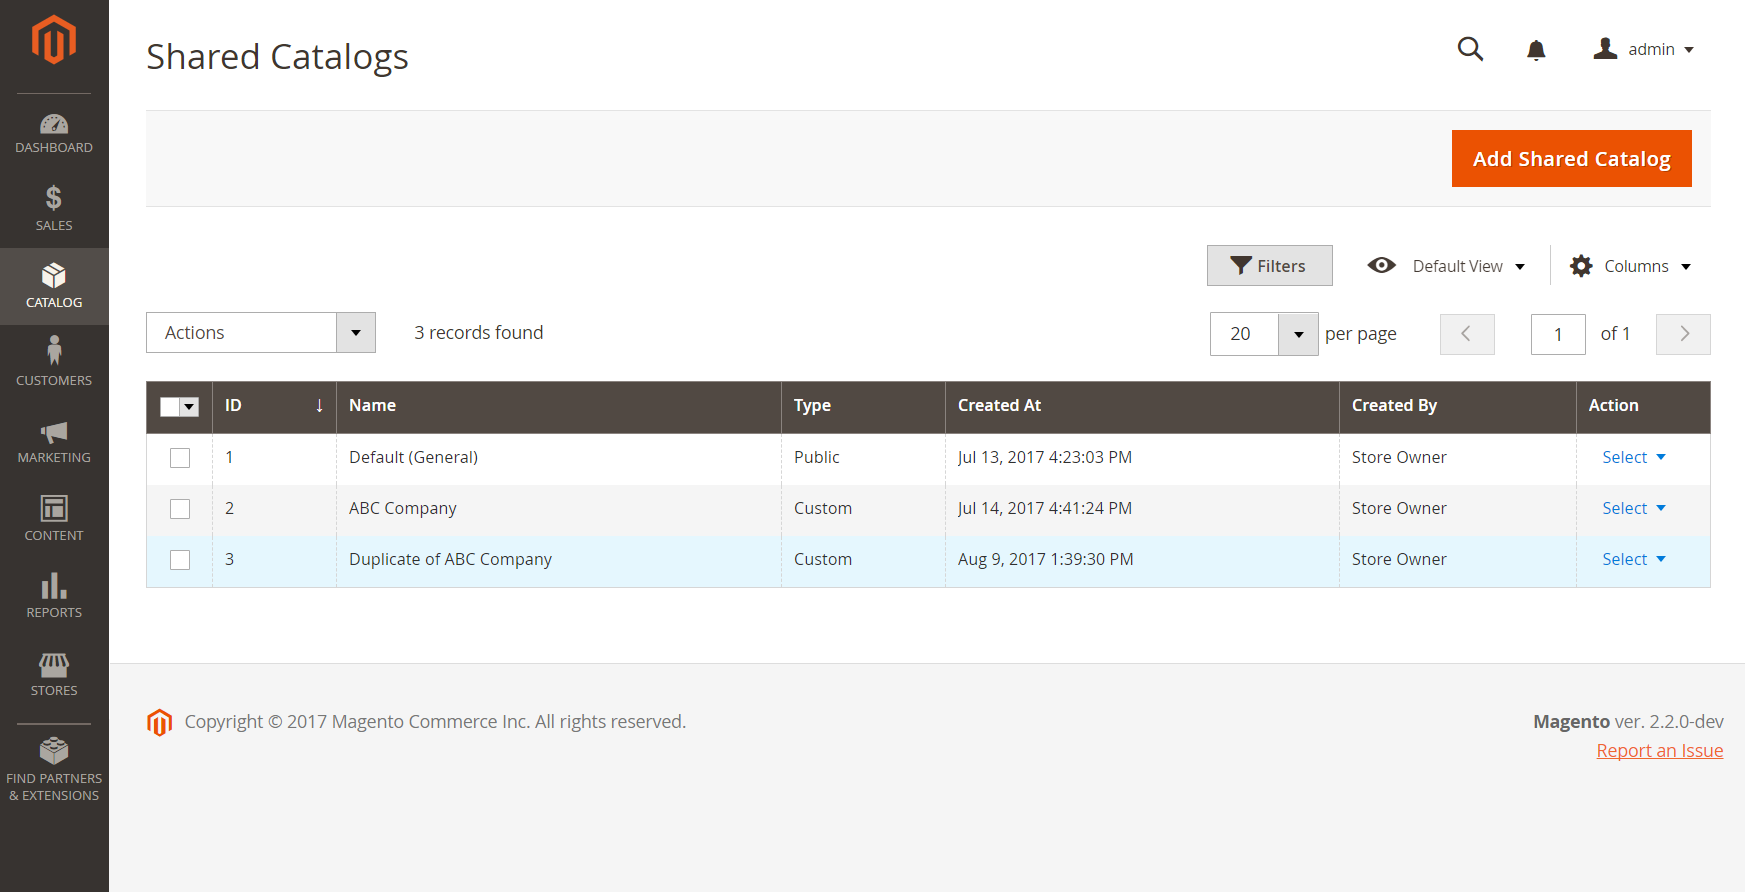 Shared Catalogs
admin
DASHBOARD
SALES
CATALOG
CUSTOMERS
MARKETING
CONTENT
REPORTS
STORES
FIND PARTNERS
& EXTENSIONS
Add Shared Catalog
Filters Default View Columns
Actions 3 records found 20 per page 1 of 1
ID ↓ Name Type Created At Created By Action
1 Default (General) Public Jul 13, 2017 4:23:03 PM Store Owner Select
2 ABC Company Custom Jul 14, 2017 4:41:24 PM Store Owner Select
3 Duplicate of ABC Company Custom Aug 9, 2017 1:39:30 PM Store Owner Select
Copyright © 2017 Magento Commerce Inc. All rights reserved.
Magento ver. 2.2.0-dev
Report an Issue